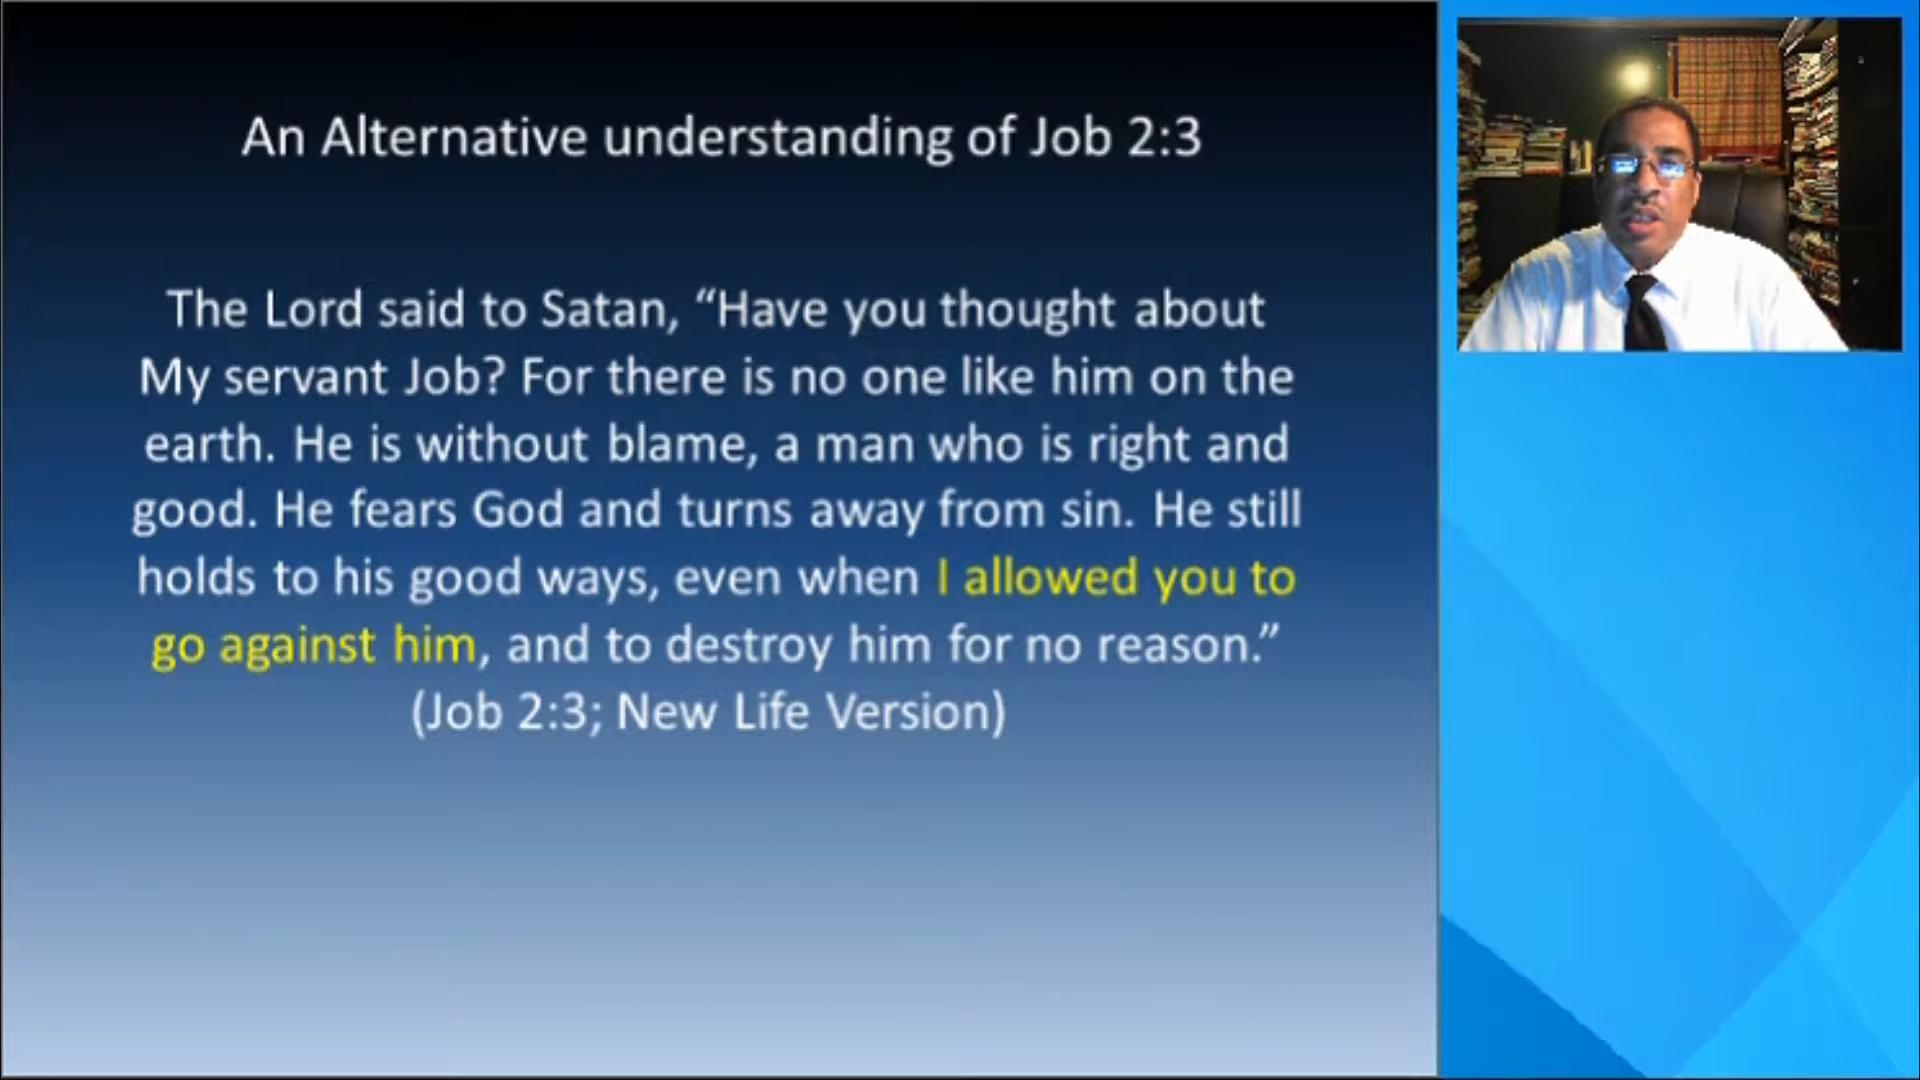 An Alternative understanding of Job 2:3
The Lord said to Satan, “Have you thought about
My servant Job? For there is no one like him on the
earth. He is without blame, a man who is right and
good. He fears God and turns away from sin. He still
holds to his good ways, even when I allowed you to
go against him, and to destroy him for no reason.”
(Job 2:3; New Life Version)